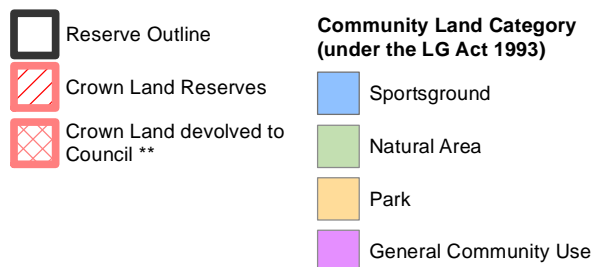 Reserve Outline
Crown Land Reserves
Crown Land devolved to
Council **
Community Land Category
(under the LG Act 1993)
Sportsground
Natural Area
Park
General Community Use